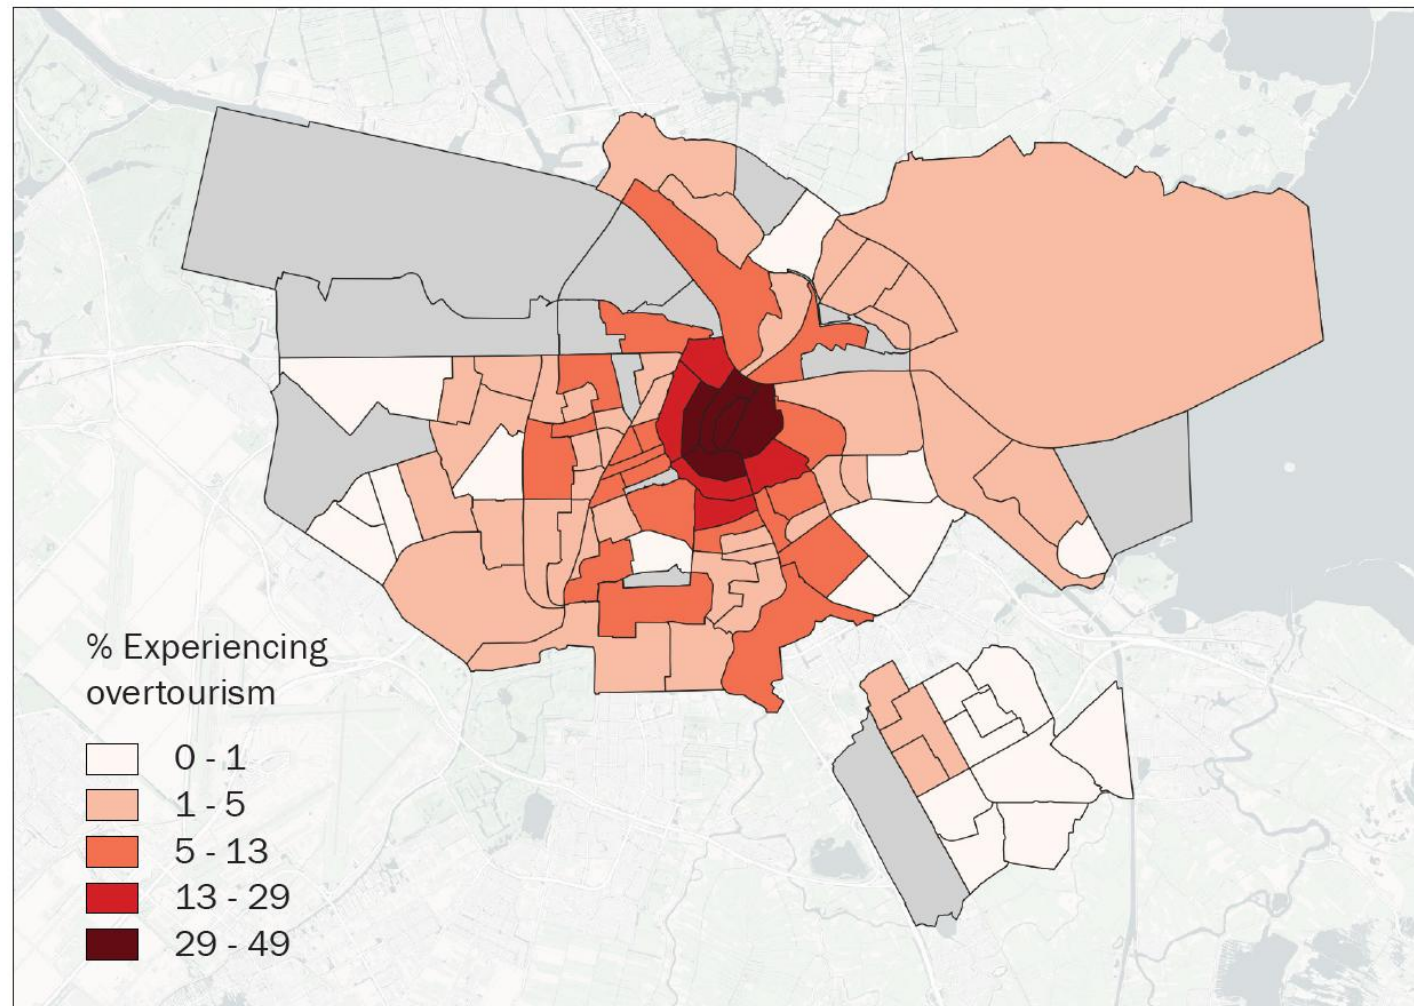 % Experiencing
overtourism
0 - 1
1 - 5
5 - 13
13 - 29
29 - 49